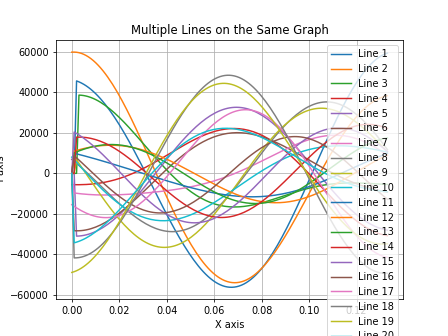 Multiple Lines on the Same Graph
60000
40000
20000
0
−20000
−40000
−60000
0.00
0.02
0.04
0.06
0.08
0.10
X axis
Line 1
Line 2
Line 3
Line 4
Line 5
Line 6
Line 7
Line 8
Line 9
Line 10
Line 11
Line 12
Line 13
Line 14
Line 15
Line 16
Line 17
Line 18
Line 19
Line 20